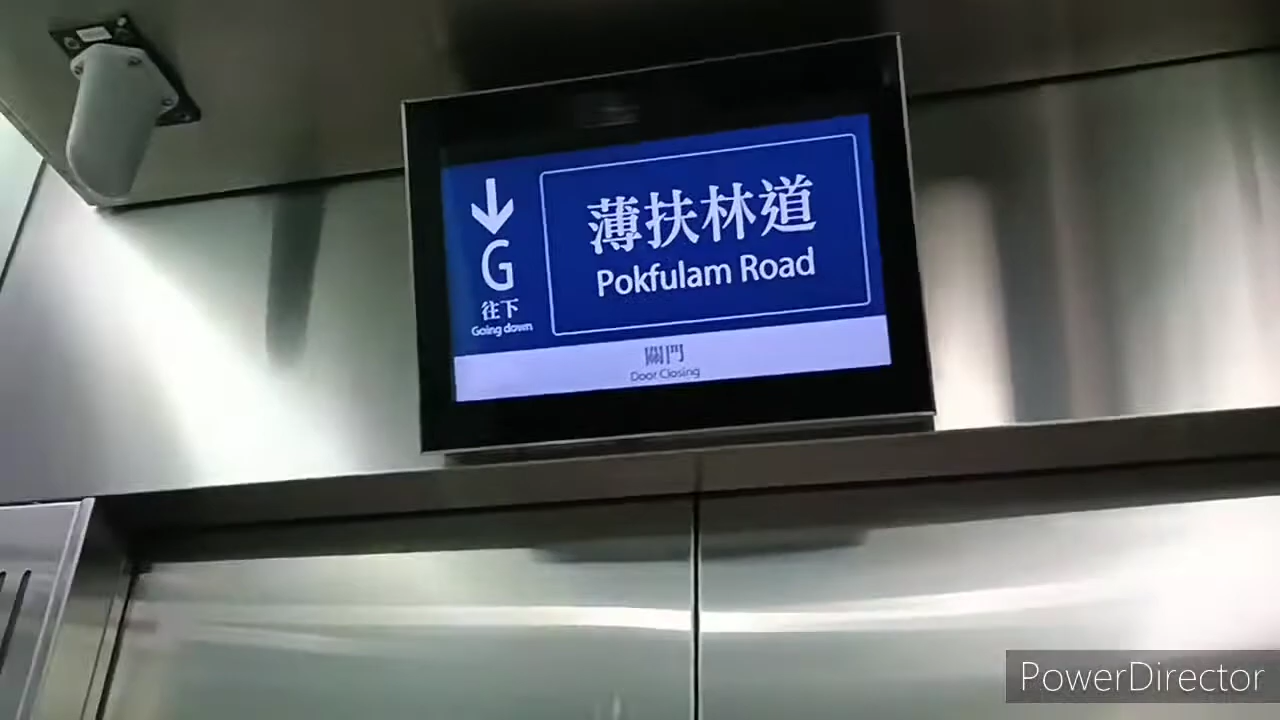 G
往下
Going down
薄扶林道
Pokfulam Road
關門
Door Closing
PowerDirector